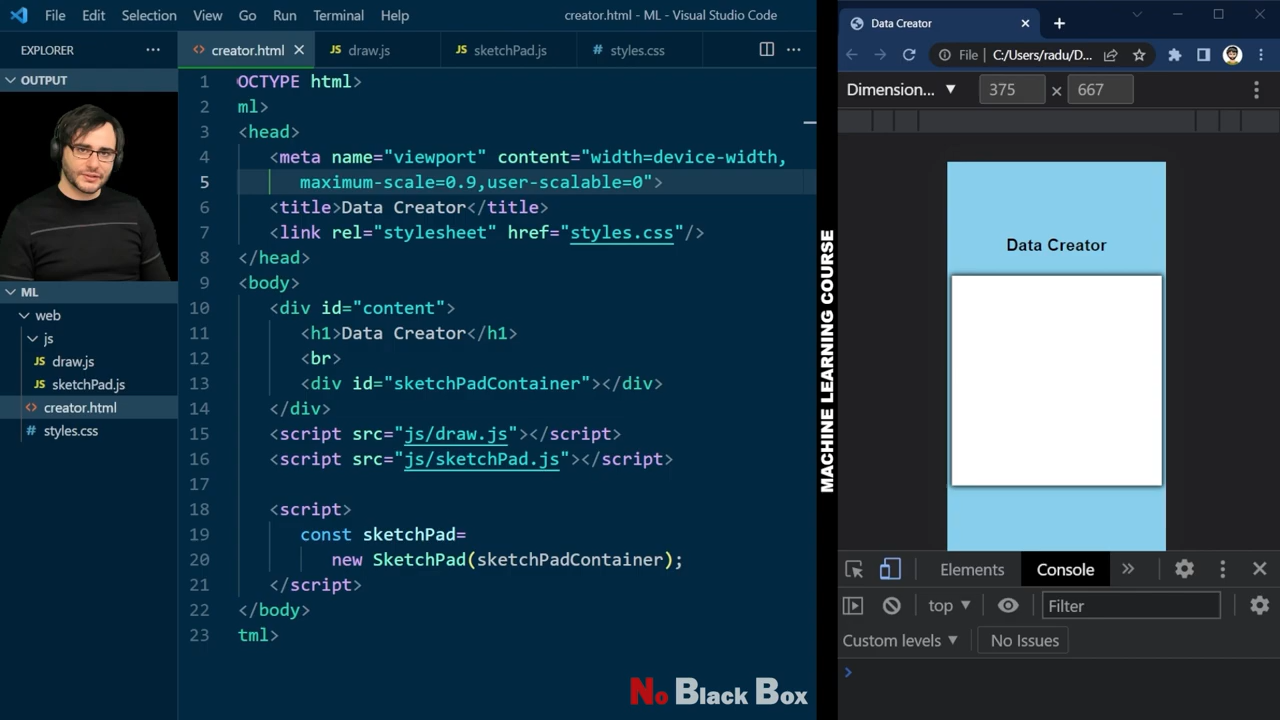 File Edit Selection View Go Run Terminal Help
creator.html - ML - Visual Studio Code
EXPLORER
OUTPUT
ML
web
js
JS draw.js
JS sketchPad.js
<> creator.html
# styles.css
<> creator.html
JS draw.js
JS sketchPad.js
# styles.css
1 OCTYPE html>
2 ml>
3 <head>
4 <meta name="viewport" content="width=device-width,
5 maximum-scale=0.9,user-scalable=0">
6 <title>Data Creator</title>
7 <link rel="stylesheet" href="styles.css"/>
8 </head>
9 <body>
10 <div id="content">
11 <h1>Data Creator</h1>
12 <br>
13 <div id="sketchPadContainer"></div>
14 </div>
15 <script src="js/draw.js"></script>
16 <script src="js/sketchPad.js"></script>
17
18 <script>
19 const sketchPad=
20 new SketchPad(sketchPadContainer);
21 </script>
22 </body>
23 tml>
No Black Box
MACHINE LEARNING COURSE
Data Creator
File C:/Users/radu/D...
Dimension... 375 × 667
Data Creator
Elements Console
top Filter
Custom levels No Issues